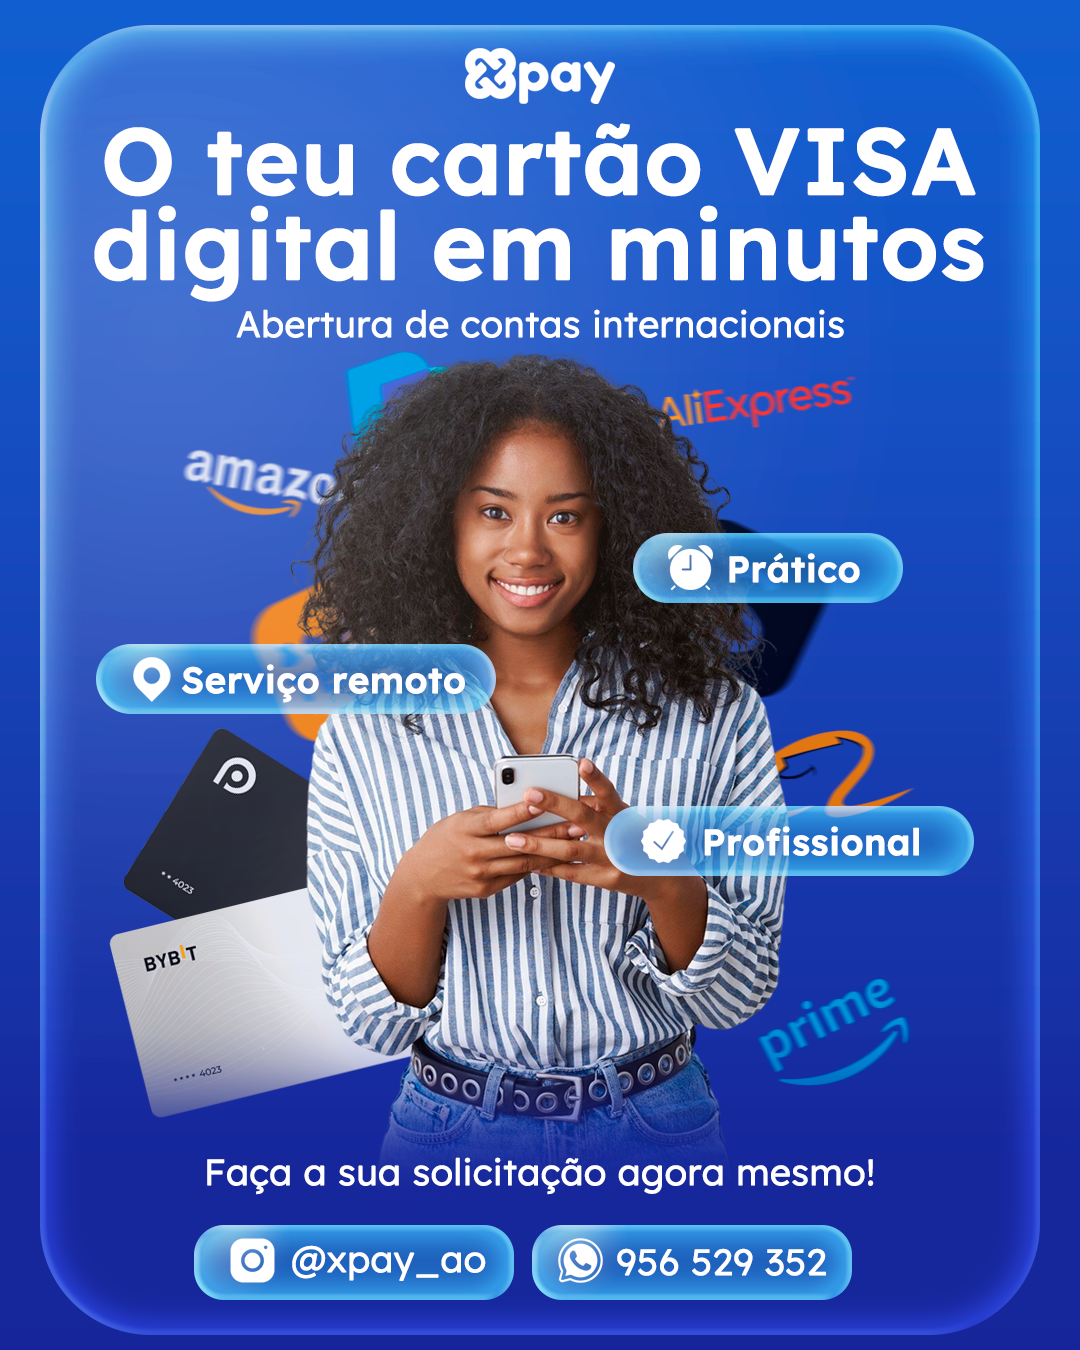 xpay
O teu cartão VISA
digital em minutos
Abertura de contas internacionais
AliExpress
amazo
Prático
Serviço remoto
•• 4023
Profissional
BYBIT
•••• 4023
prime
Faça a sua solicitação agora mesmo!
@xpay_ao
956 529 352